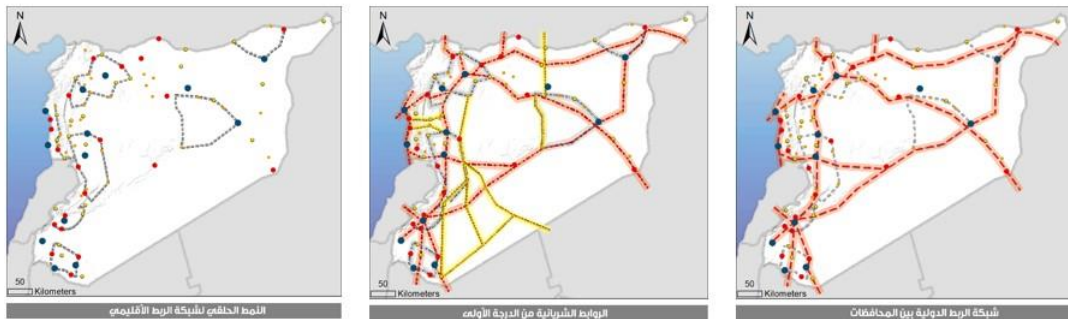 N
50
Kilometers
النمط الحلقي لشبكة الربط الأقليمي
N
50
Kilometers
الروابط الشريانية من الدرجة الأولى
N
50
Kilometers
شبكة الربط الدولية بين المحافظات